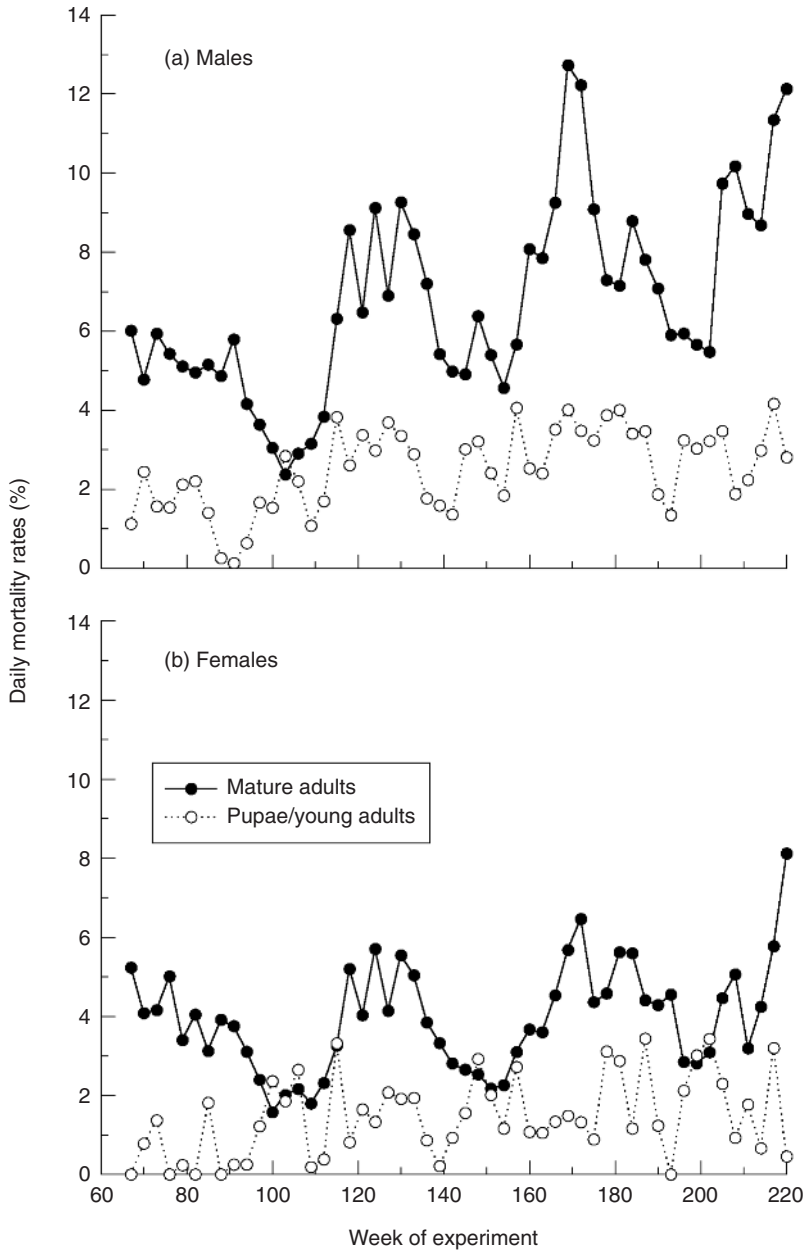 Daily mortality rates (%)
14
12
10
8
6
4
2
0
(a) Males
14
12
10
8
6
4
2
0
(b) Females
Mature adults
Pupae/young adults
60 80 100 120 140 160 180 200 220
Week of experiment